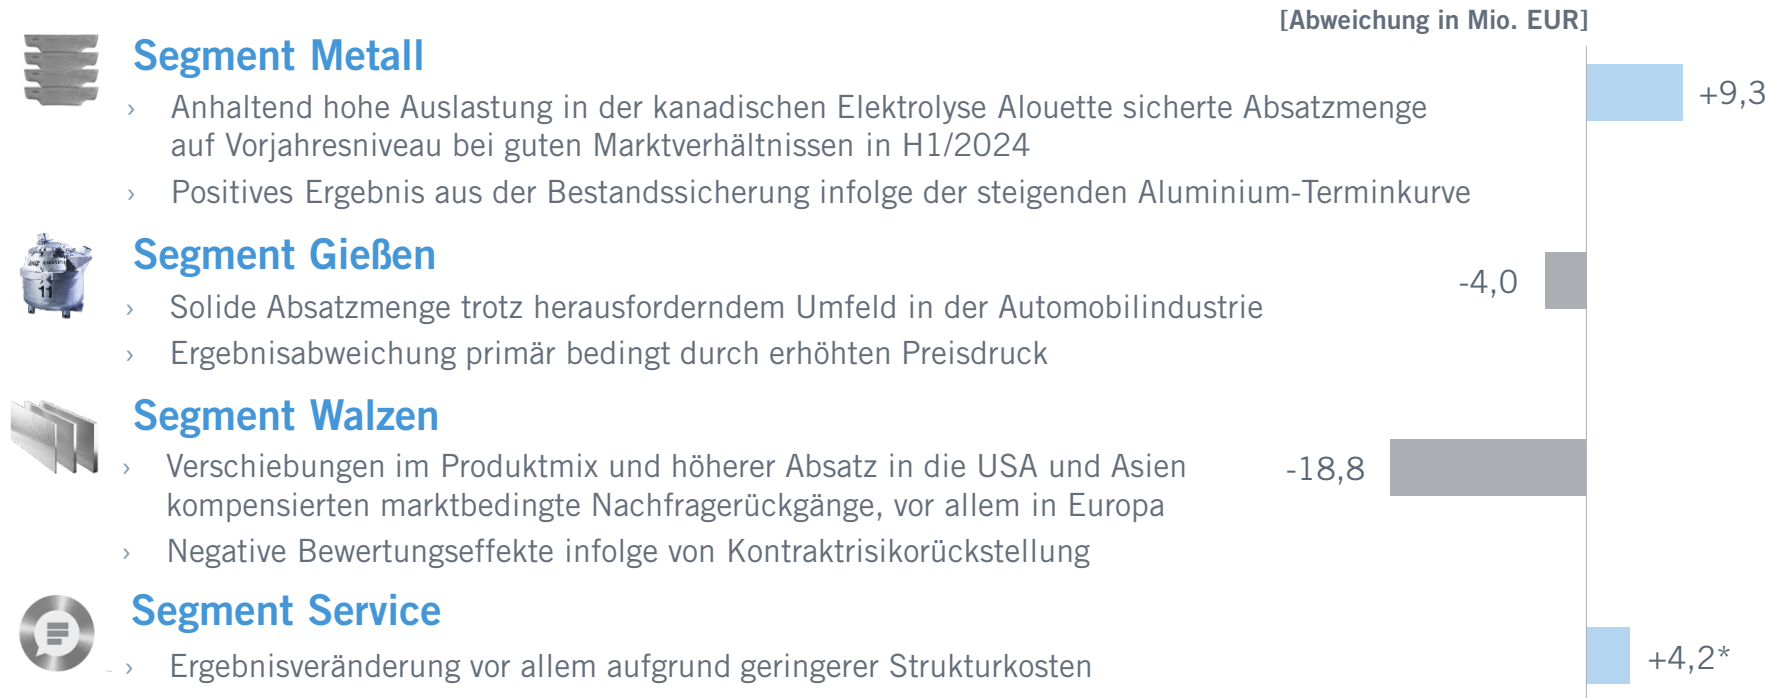 [Abweichung in Mio. EUR]
Segment Metall
› Anhaltend hohe Auslastung in der kanadischen Elektrolyse Alouette sicherte Absatzmenge
auf Vorjahresniveau bei guten Marktverhältnissen in H1/2024
› Positives Ergebnis aus der Bestandssicherung infolge der steigenden Aluminium-Terminkurve
+9,3
Segment Gießen
› Solide Absatzmenge trotz herausforderndem Umfeld in der Automobilindustrie
› Ergebnisabweichung primär bedingt durch erhöhten Preisdruck
-4,0
11
Segment Walzen
› Verschiebungen im Produktmix und höherer Absatz in die USA und Asien
kompensierten marktbedingte Nachfragerückgänge, vor allem in Europa
› Negative Bewertungseffekte infolge von Kontraktrisikorückstellung
-18,8
Segment Service
› Ergebnisveränderung vor allem aufgrund geringerer Strukturkosten
+4,2*